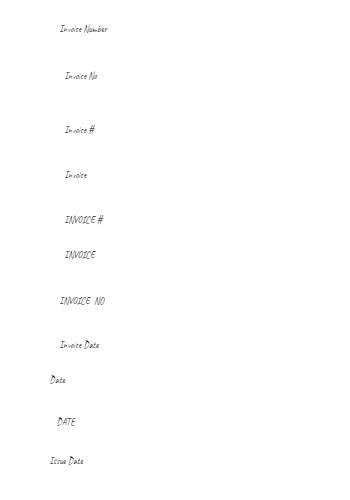 Invoice Number
Invoice No
Invoice #
Invoice
INVOICE #
INVOICE
INVOICE NO
Invoice Date
Date
DATE
Issue Date